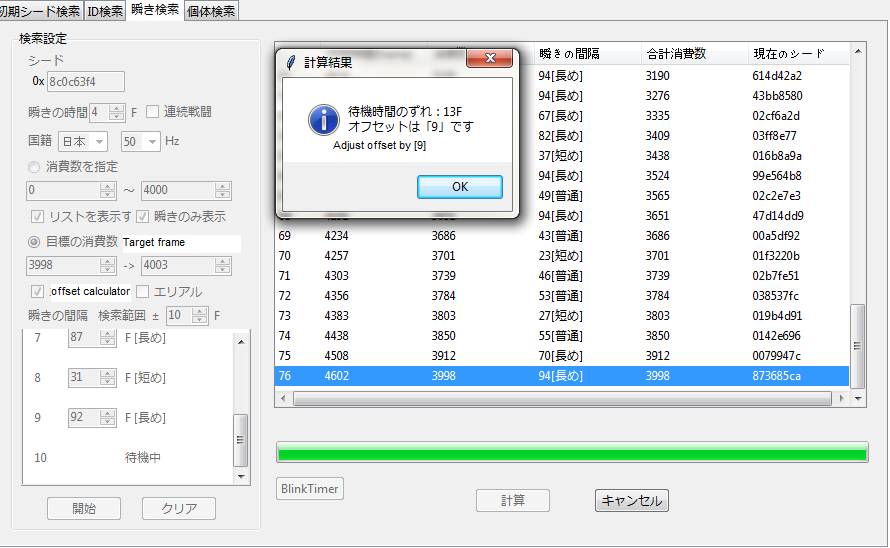 初期シード検索 ID検索 瞬き検索 個体検索
検索設定
シード
0x 8c0c63f4
瞬きの時間 4 F 連続戦闘
国籍 日本 50 Hz
消費数を指定
0 ～ 4000
リストを表示す 瞬きのみ表示
目標の消費数 Target frame
3998 -> 4003
offset calculator エリアル
瞬きの間隔 検索範囲 ± 10 F
7 87 F [長め]
8 31 F [短め]
9 92 F [長め]
10 待機中
開始 クリア
計算結果
待機時間のずれ : 13F
オフセットは「9」です
Adjust offset by [9]
OK
瞬きの間隔 合計消費数 現在のシード
94[長め] 3190 614d42a2
94[長め] 3276 43bb8580
67[長め] 3335 02cf6a2d
82[長め] 3409 03ff8e77
37[短め] 3438 016b8a9a
94[長め] 3524 99e564b8
49[普通] 3565 02c2e7e3
94[長め] 3651 47d14dd9
69 4234 3686 43[普通] 3686 00a5df92
70 4257 3701 23[短め] 3701 01f3220b
71 4303 3739 46[普通] 3739 02b7fe51
72 4356 3784 53[普通] 3784 038537fc
73 4383 3803 27[短め] 3803 019b4d91
74 4438 3850 55[普通] 3850 0142e696
75 4508 3912 70[長め] 3912 0079947c
76 4602 3998 94[長め] 3998 873685ca
BlinkTimer
計算 キャンセル